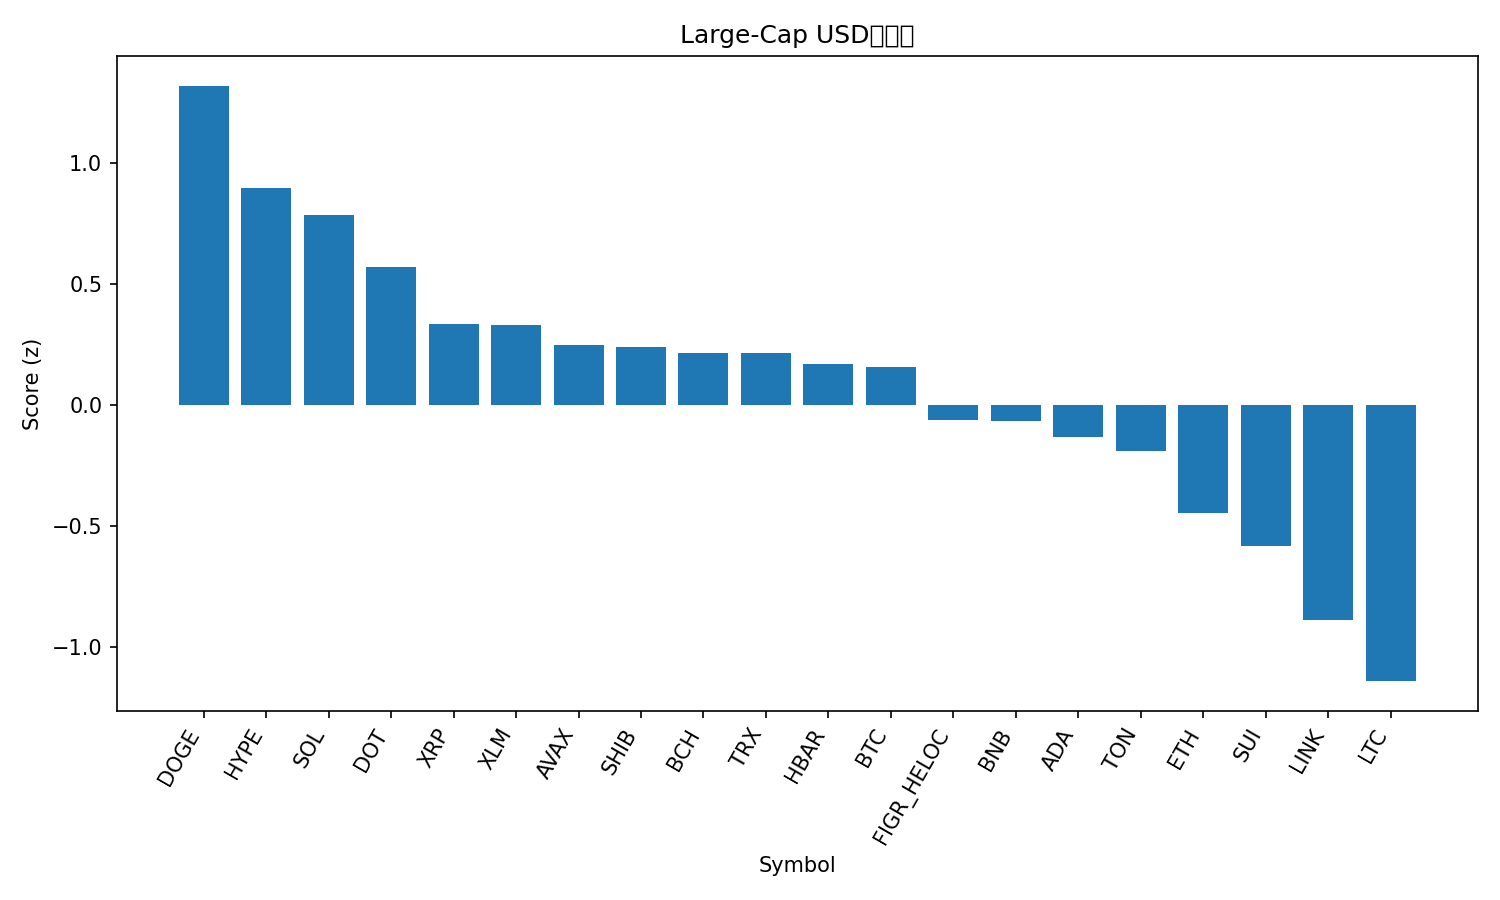 Large-Cap USD
Score (z)
1.0
0.5
0.0
−0.5
−1.0
DOGE
HYPE
SOL
DOT
XRP
XLM
AVAX
SHIB
BCH
TRX
HBAR
BTC
FIGR_HELOC
BNB
ADA
TON
ETH
SUI
LINK
LTC
Symbol